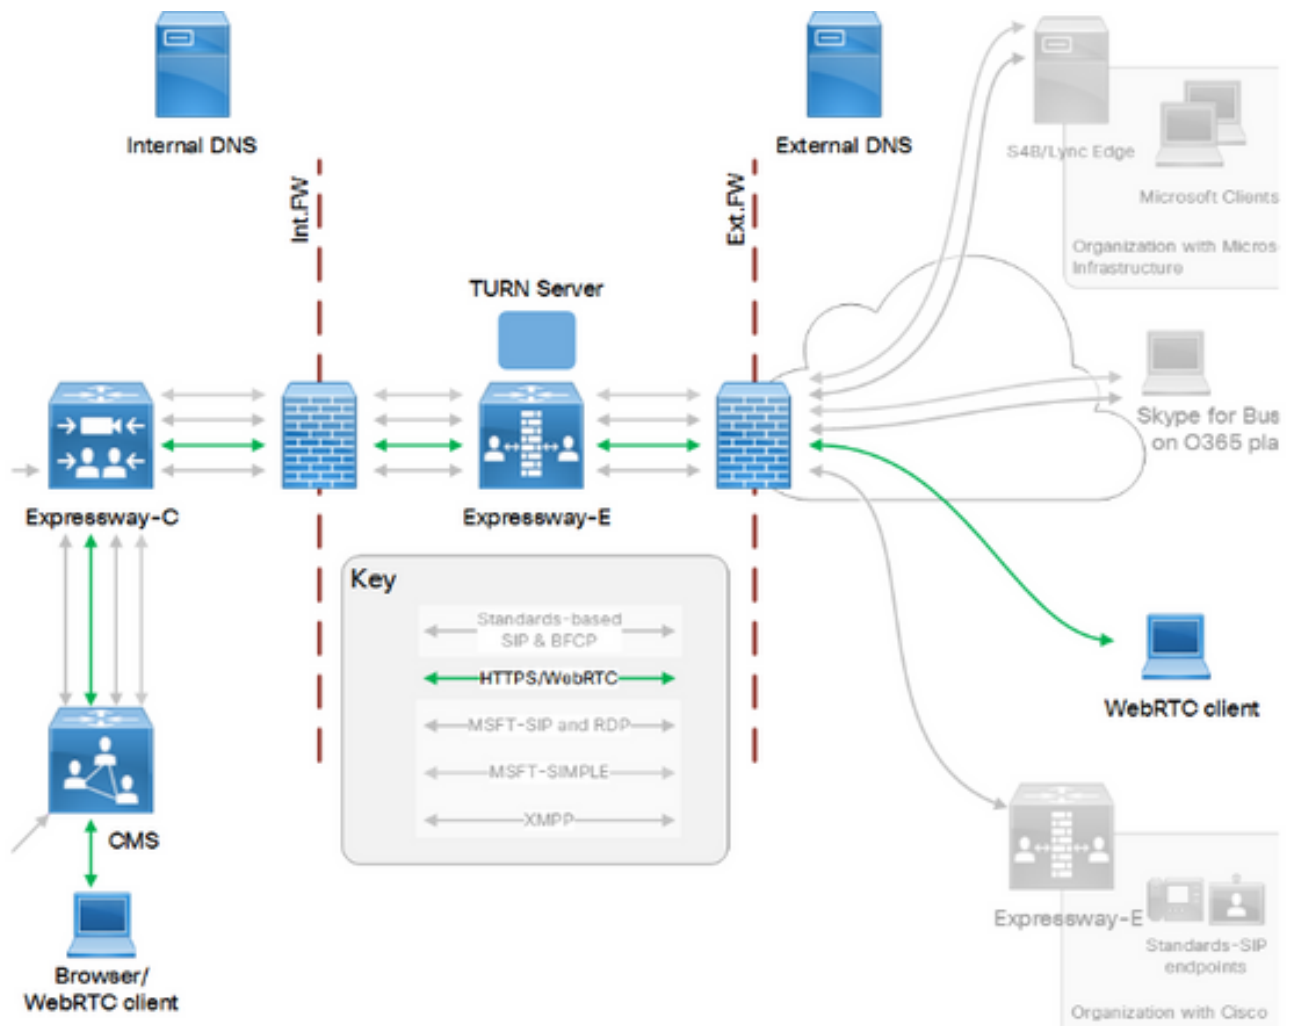 Internal DNS
External DNS
S4B/Lync Edge
Microsoft Clients
Organization with Micros
Infrastructure
Int.FW
Ext.FW
TURN Server
Skype for Bus
on O365 pla
Expressway-C
Expressway-E
Key
Standards-based
SIP & BFCP
HTTPS/WebRTC
MSFT-SIP and RDP
MSFT-SIMPLE
XMPP
WebRTC client
CMS
Expressway-E
Standards-SIP
endpoints
Organization with Cisco
Browser/
WebRTC client